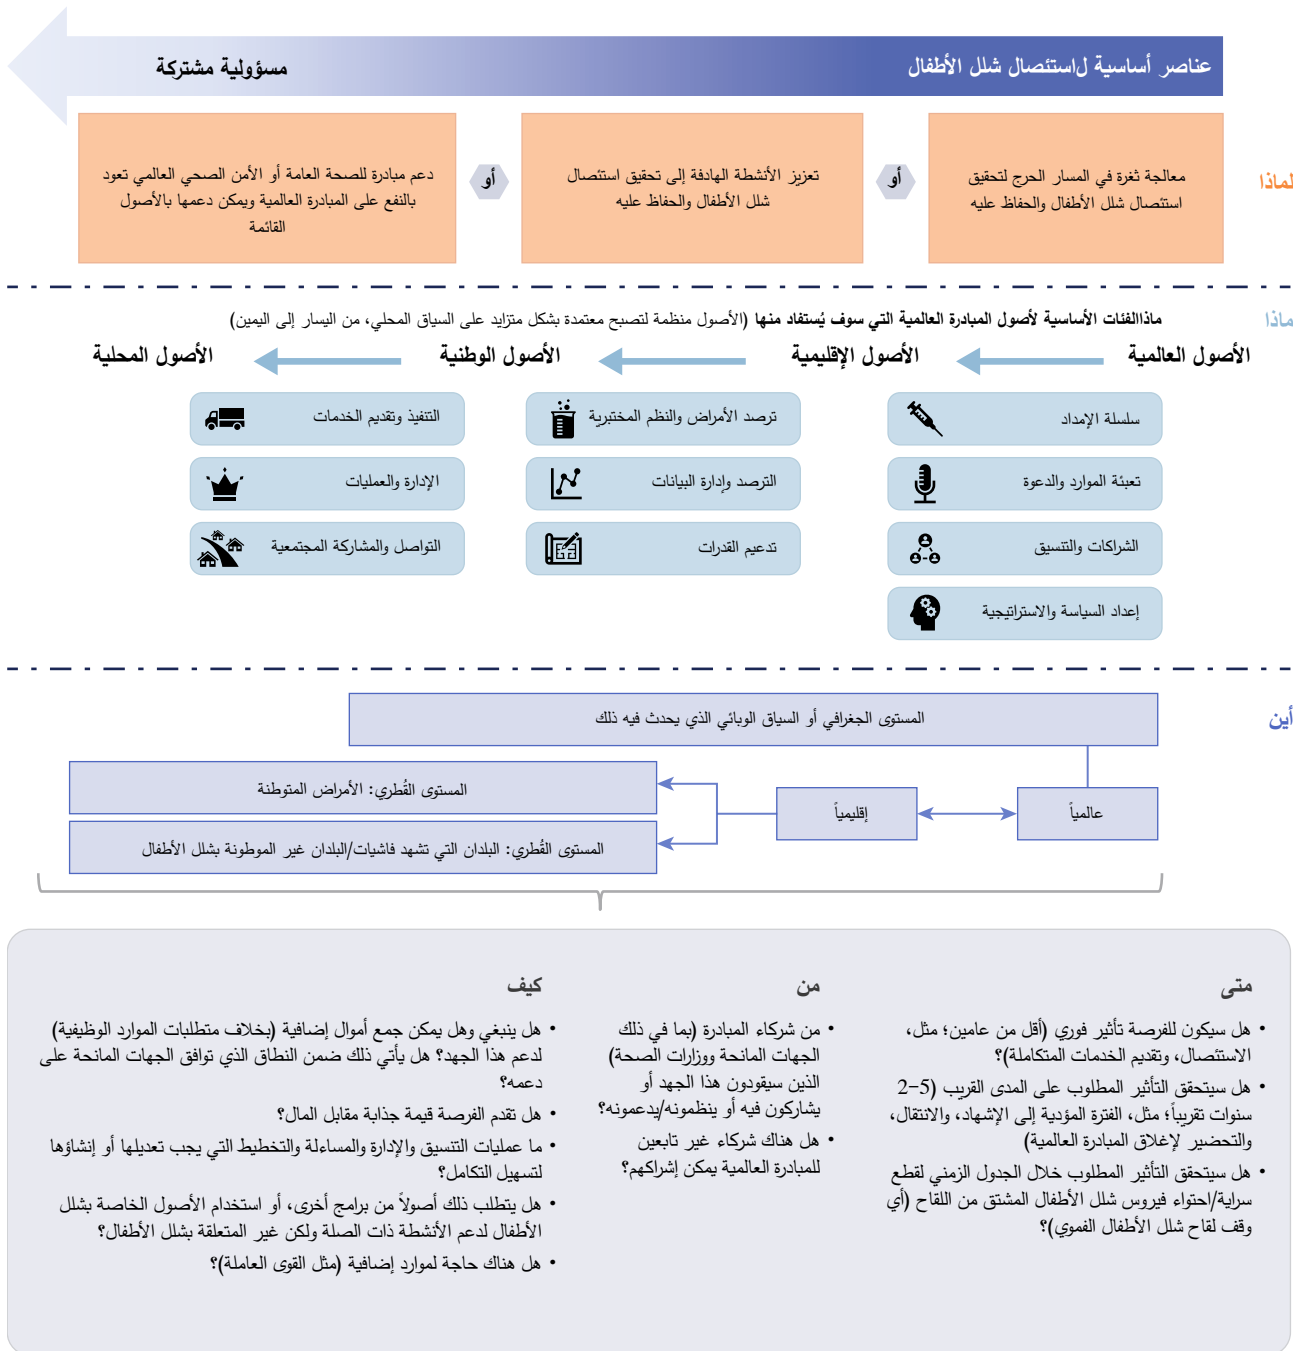 عناصر أساسية لاستئصال شلل الأطفال
مسؤولية مشتركة
لماذا
معالجة ثغرة في المسار الحرج لتحقيق
استئصال شلل الأطفال والحفاظ عليه
أو
تعزيز الأنشطة الهادفة إلى تحقيق استئصال
شلل الأطفال والحفاظ عليه
أو
دعم مبادرة للصحة العامة أو الأمن الصحي العالمي تعود
بالنفع على المبادرة العالمية ويمكن دعمها بالأصول
القائمة
ماذا
ماذاالفئات الأساسية لأصول المبادرة العالمية التي سوف يُستفاد منها (الأصول منظمة لتصبح معتمدة بشكل متزايد على السياق المحلي، من اليسار إلى اليمين)
الأصول العالمية
الأصول الإقليمية
الأصول الوطنية
الأصول المحلية
سلسلة الإمداد
تعبئة الموارد والدعوة
الشراكات والتنسيق
إعداد السياسة والاستراتيجية
ترصد الأمراض والنظم المختبرية
الترصد وإدارة البيانات
تدعيم القدرات
التنفيذ وتقديم الخدمات
الإدارة والعمليات
التواصل والمشاركة المجتمعية
أين
المستوى الجغرافي أو السياق الوبائي الذي يحدث فيه ذلك
عالمياً
إقليمياً
المستوى القُطري: الأمراض المتوطنة
المستوى القُطري: البلدان التي تشهد فاشيات/البلدان غير الموطونة بشلل الأطفال
متى
• هل سيكون للفرصة تأثير فوري (أقل من عامين؛ مثل،
الاستئصال، وتقديم الخدمات المتكاملة)؟
• هل سيتحقق التأثير المطلوب على المدى القريب (5-2
سنوات تقريباً؛ مثل، الفترة المؤدية إلى الإشهاد، والانتقال،
والتحضير لإغلاق المبادرة العالمية)
• هل سيتحقق التأثير المطلوب خلال الجدول الزمني لقطع
سراية/احتواء فيروس شلل الأطفال المشتق من اللقاح (أي
وقف لقاح شلل الأطفال الفموي)؟
من
• من شركاء المبادرة (بما في ذلك
الجهات المانحة ووزارات الصحة)
الذين سيقودون هذا الجهد أو
يشاركون فيه أو ينظمونه/يدعمونه؟
• هل هناك شركاء غير تابعين
للمبادرة العالمية يمكن إشراكهم؟
كيف
• هل ينبغي وهل يمكن جمع أموال إضافية (بخلاف متطلبات الموارد الوظيفية)
لدعم هذا الجهد؟ هل يأتي ذلك ضمن النطاق الذي توافق الجهات المانحة على
دعمه؟
• هل تقدم الفرصة قيمة جذابة مقابل المال؟
• ما عمليات التنسيق والإدارة والمساءلة والتخطيط التي يجب تعديلها أو إنشاؤها
لتسهيل التكامل؟
• هل يتطلب ذلك أصولاً من برامج أخرى، أو استخدام الأصول الخاصة بشلل
الأطفال لدعم الأنشطة ذات الصلة ولكن غير المتعلقة بشلل الأطفال؟
• هل هناك حاجة لموارد إضافية (مثل القوى العاملة)؟